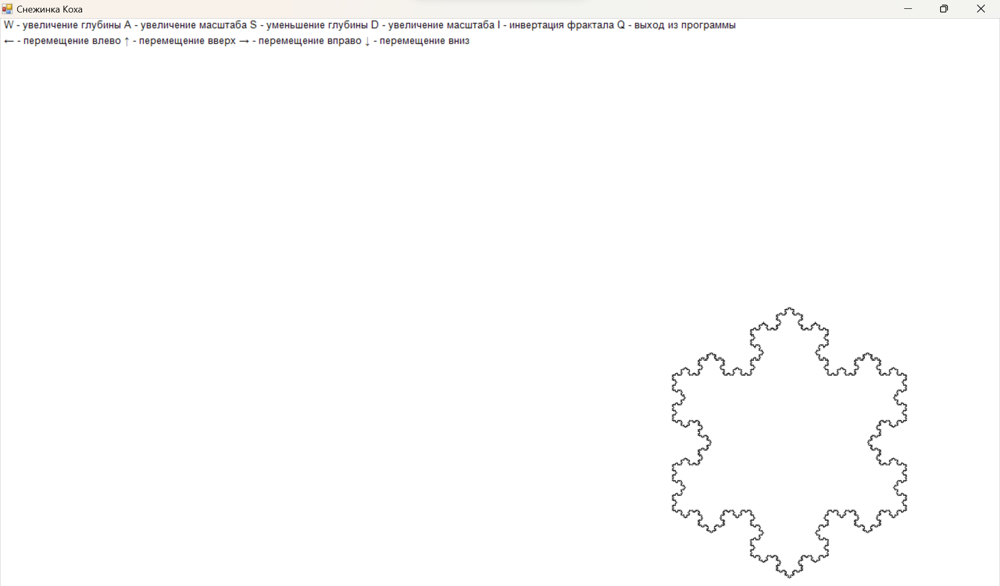 Снежинка Коха
W - увеличение глубины A - увеличение масштаба S - уменьшение глубины D - увеличение масштаба I - инвертация фрактала Q - выход из программы
← - перемещение влево ↑ - перемещение вверх → - перемещение вправо ↓ - перемещение вниз